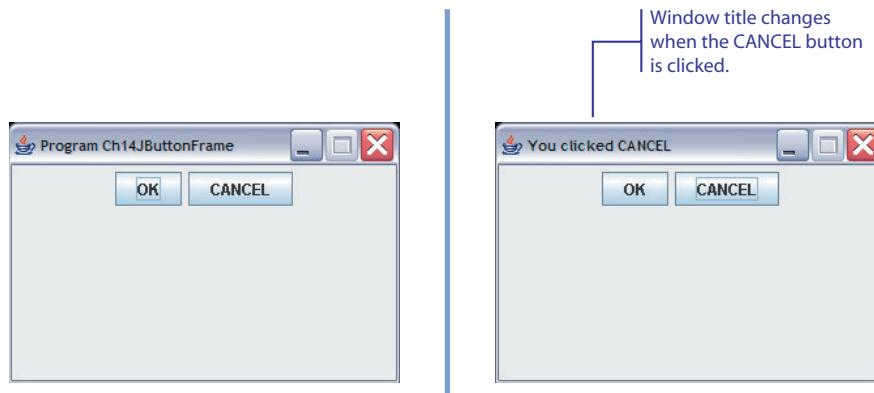 Window title changes
when the CANCEL button
is clicked.
Program Ch14JButtonFrame
OK CANCEL
You clicked CANCEL
OK CANCEL